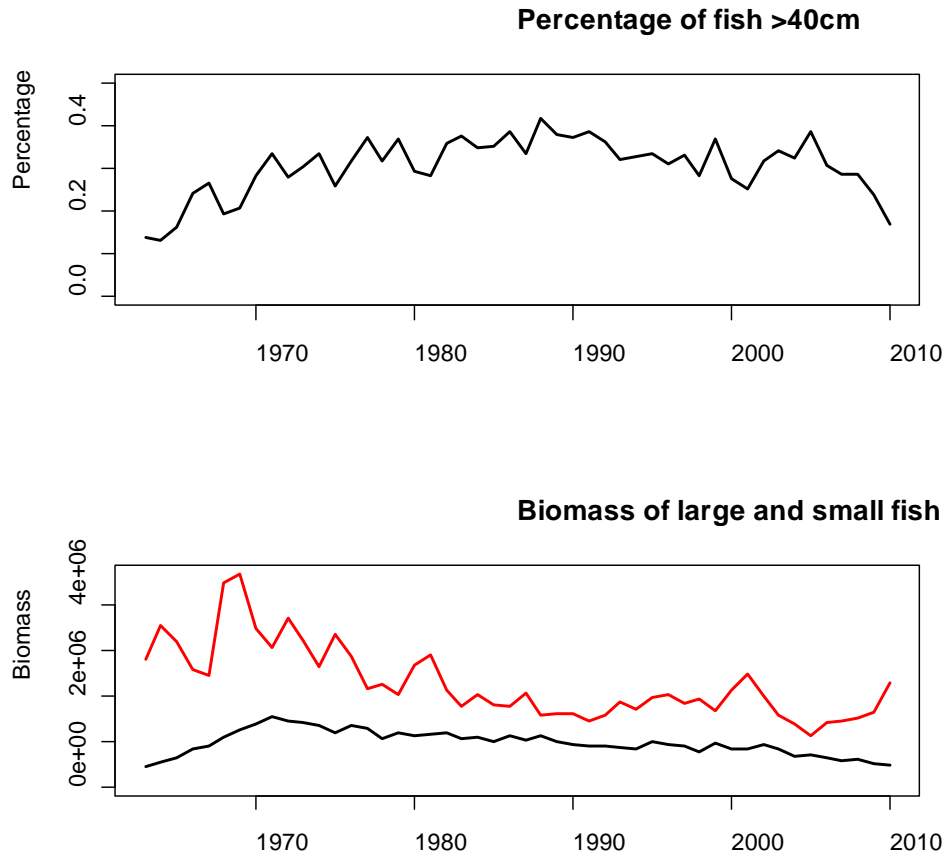 Percentage of fish >40cm
Percentage
0.4
0.2
0.0
1970 1980 1990 2000 2010
Biomass of large and small fish
Biomass
4e+06
2e+06
0e+00
1970 1980 1990 2000 2010